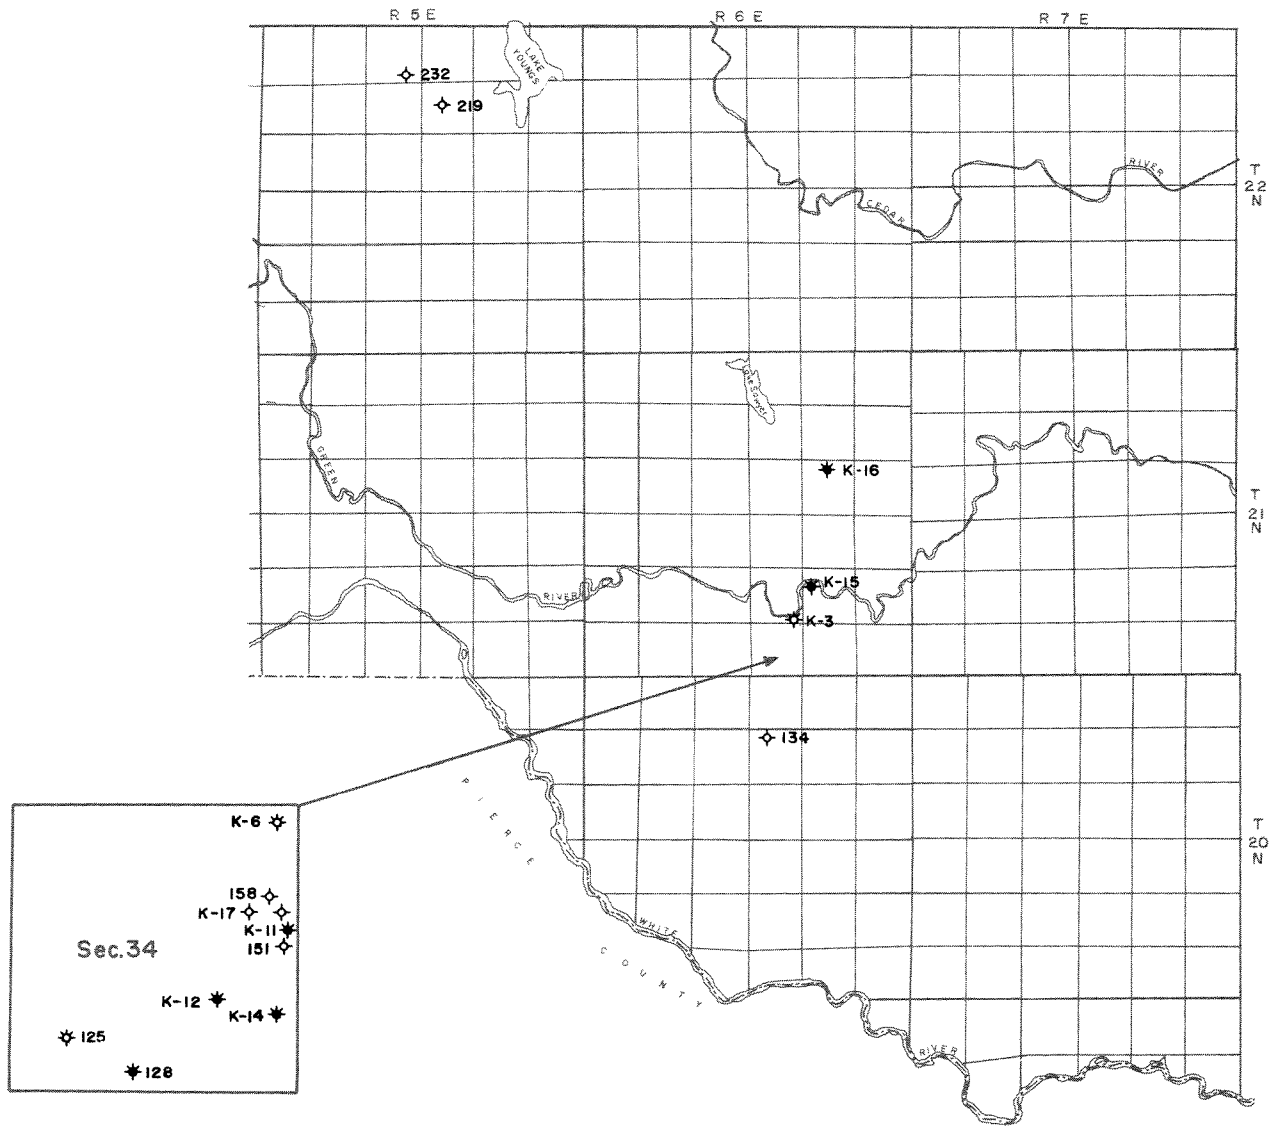 R 5 E
R 6 E
R 7 E
LAKE
YOUNGS
232
219
RIVER
T
22
N
CEDAR
Lake Sawyer
GREEN
K-16
T
21
N
RIVER
K-15
K-3
134
PIERCE
T
20
N
K-6
158
K-17
K-11
151
Sec.34
K-12
K-14
125
128
WHITE
COUNTY
RIVER